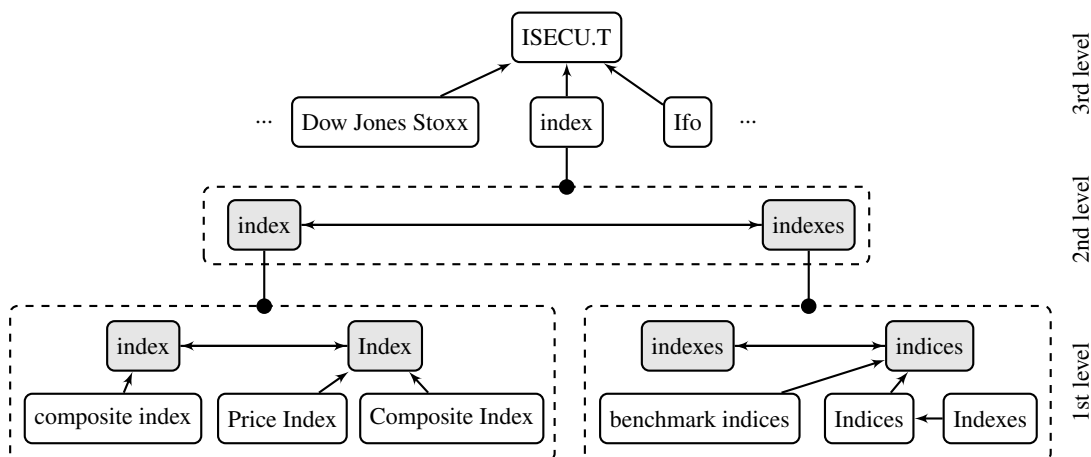 ISECU.T
3rd level
... Dow Jones Stoxx index Ifo ...
index indexes
2nd level
index Index indexes indices
1st level
composite index Price Index Composite Index benchmark indices Indices Indexes